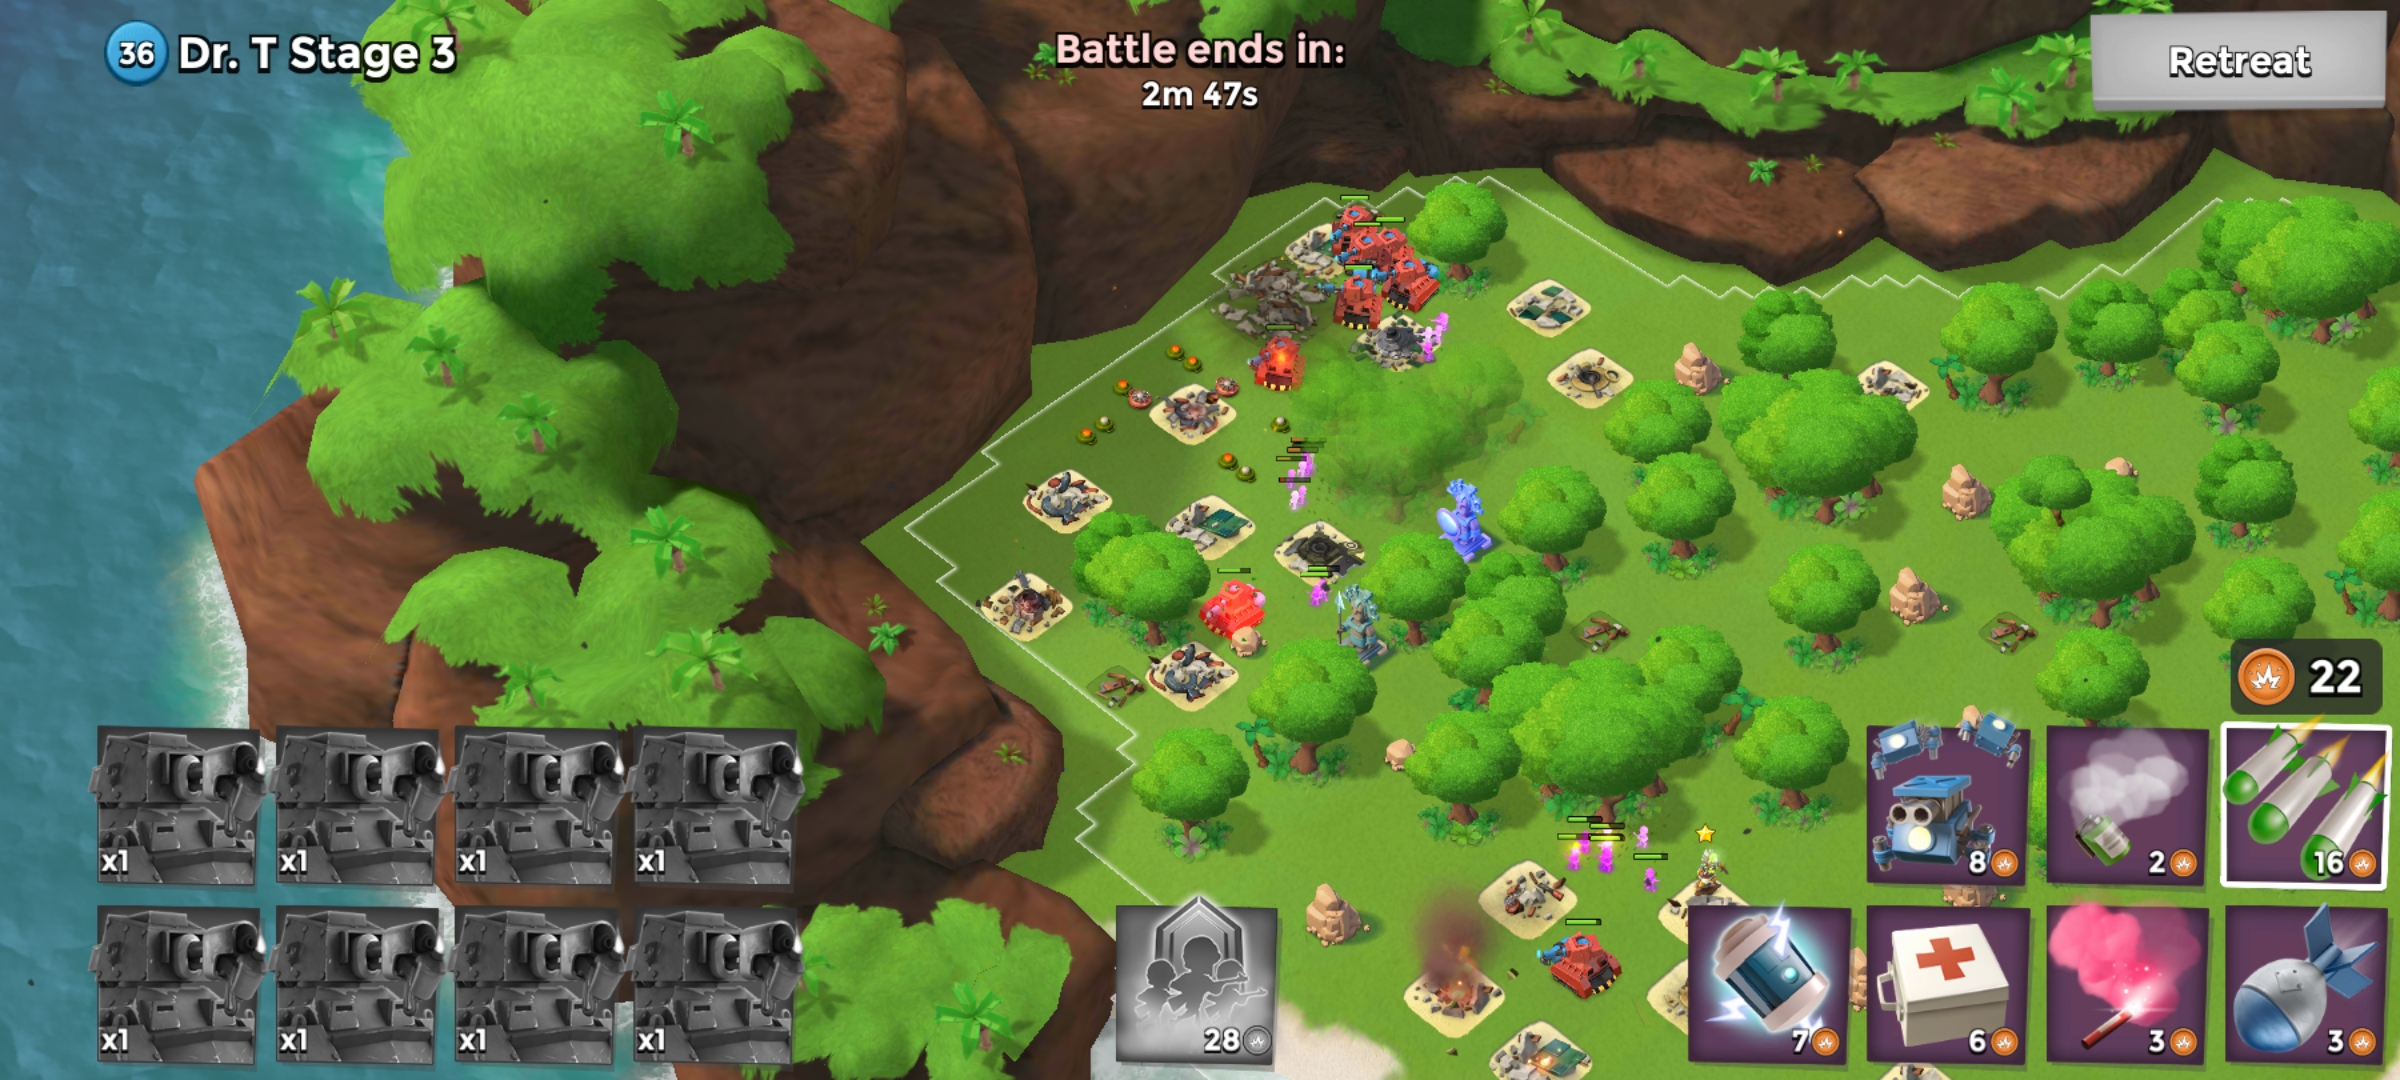 36 Dr. T Stage 3
Battle ends in:
2m 47s
Retreat
22
8
2
16
x1
x1
x1
x1
28
7
6
3
3
x1
x1
x1
x1